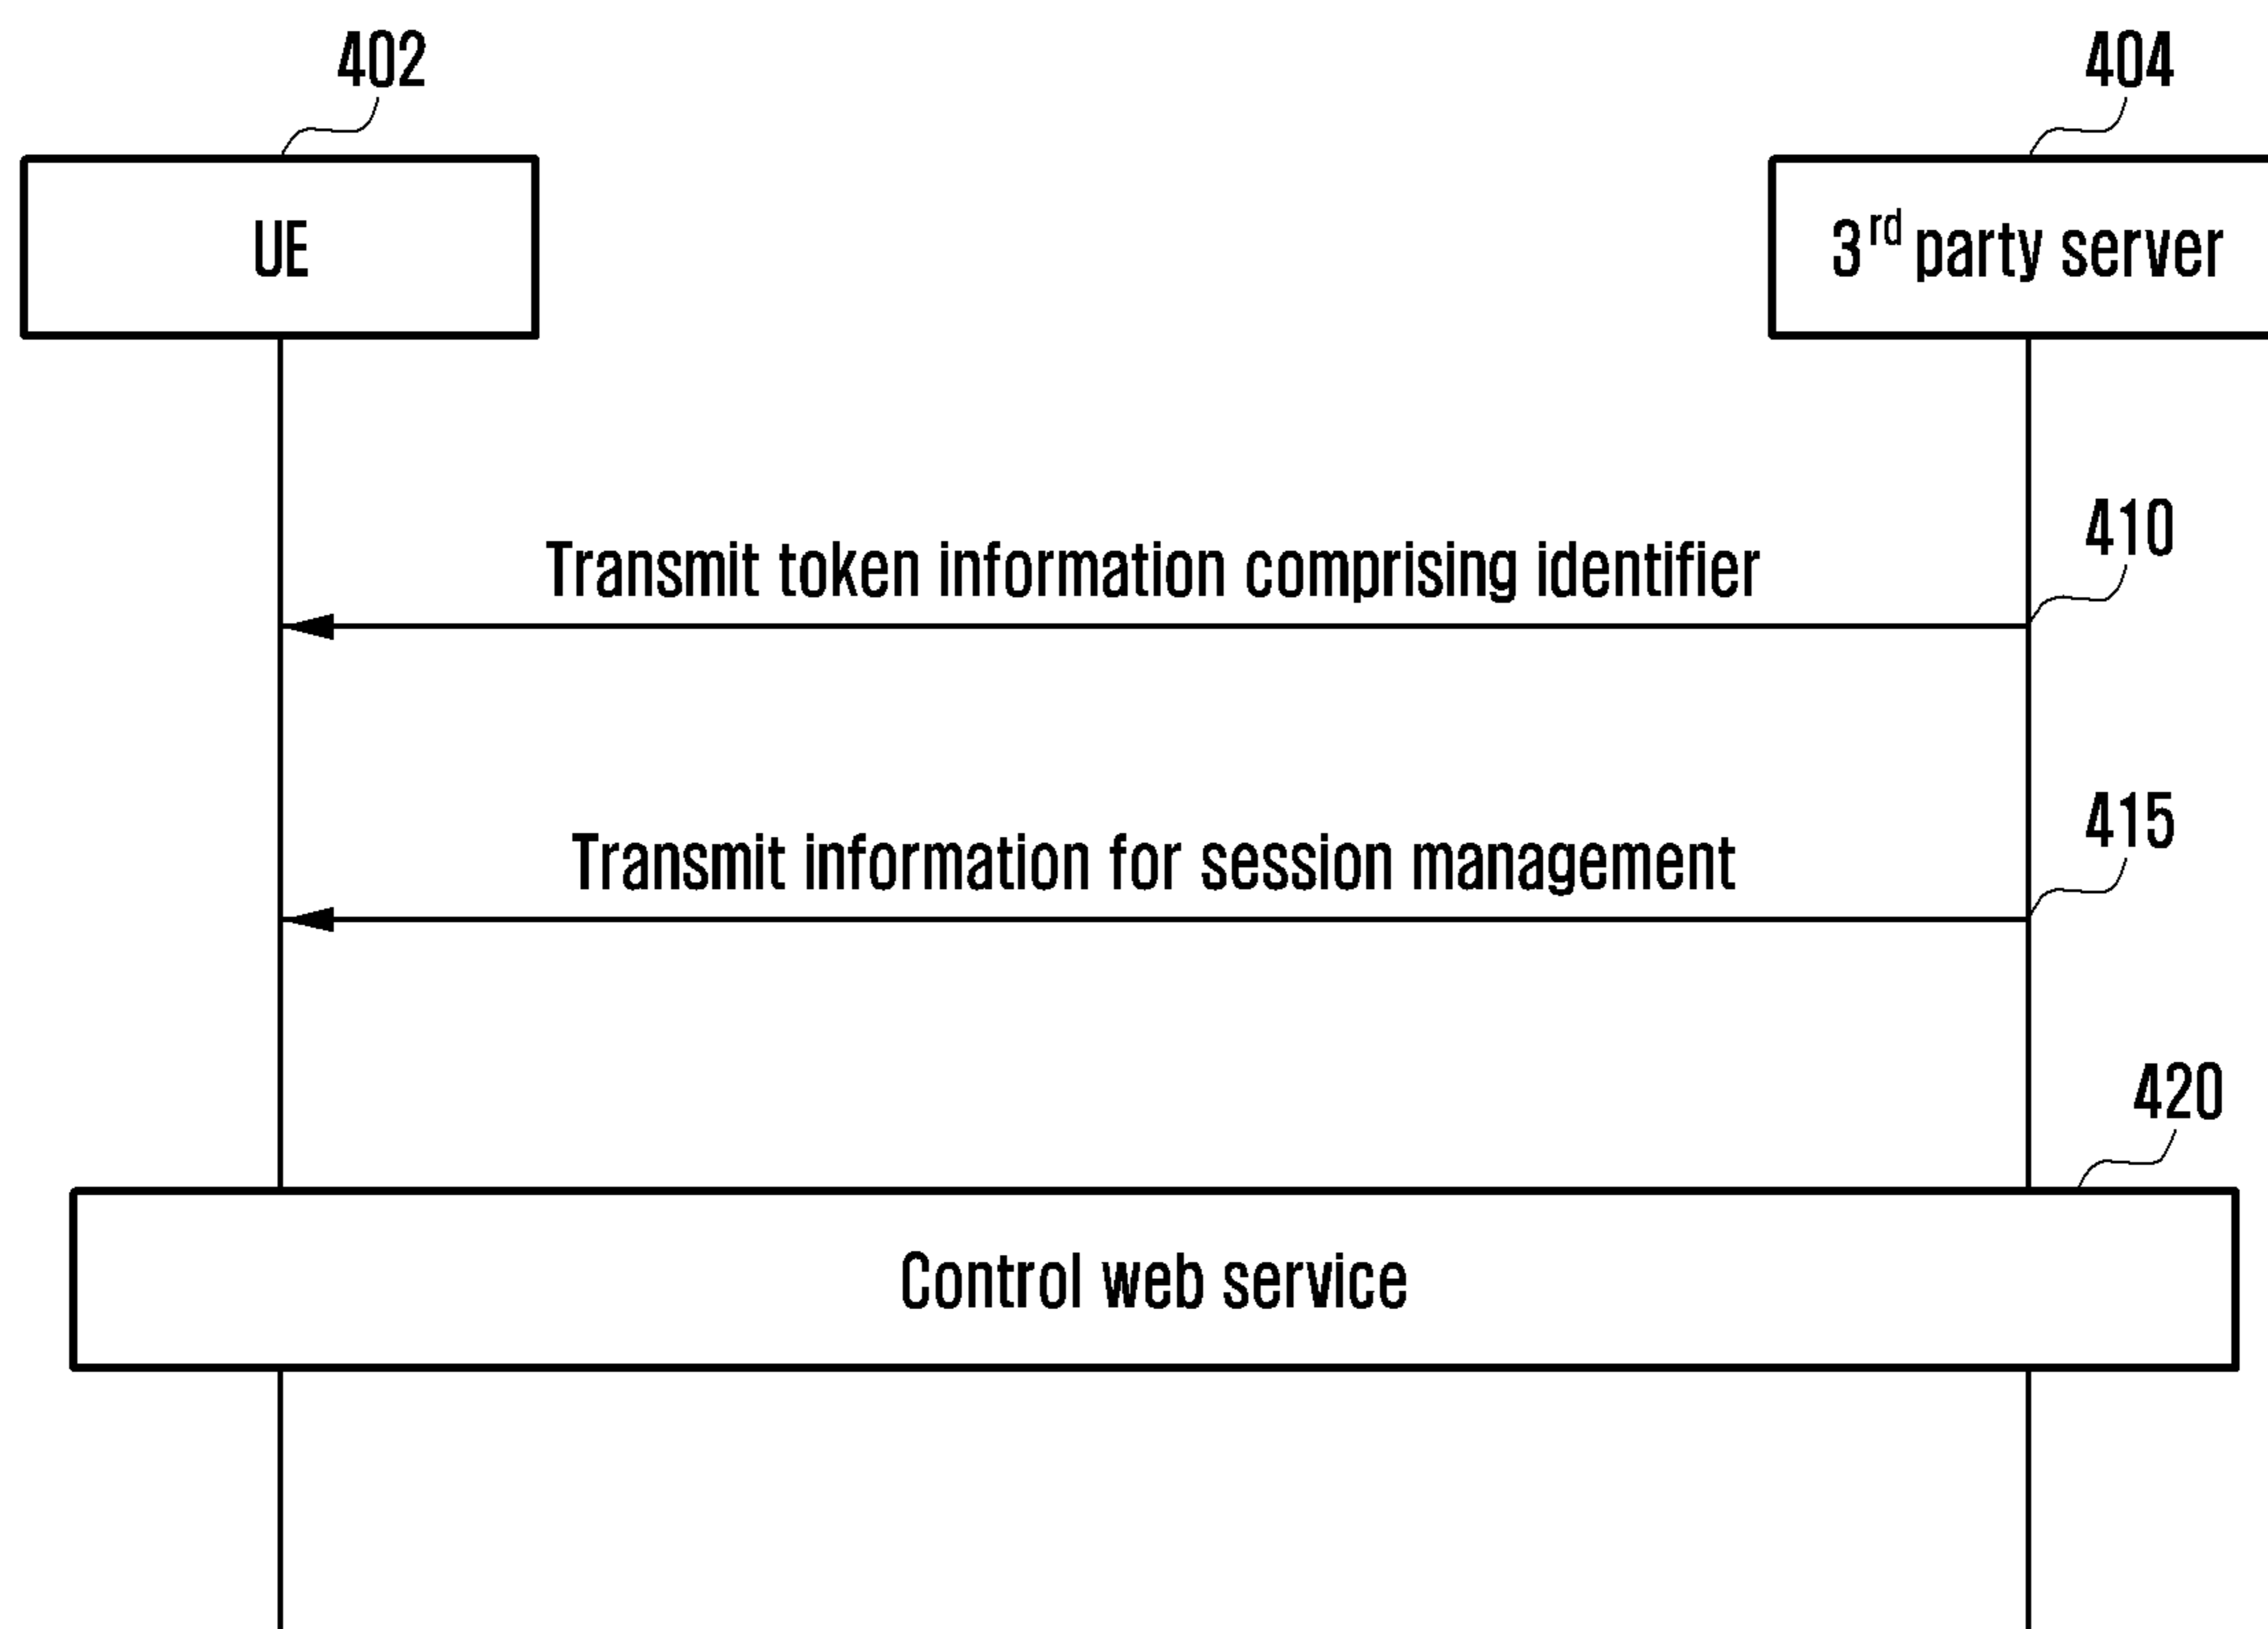 402
404
UE
3rd party server
410
Transmit token information comprising identifier
415
Transmit information for session management
420
Control web service